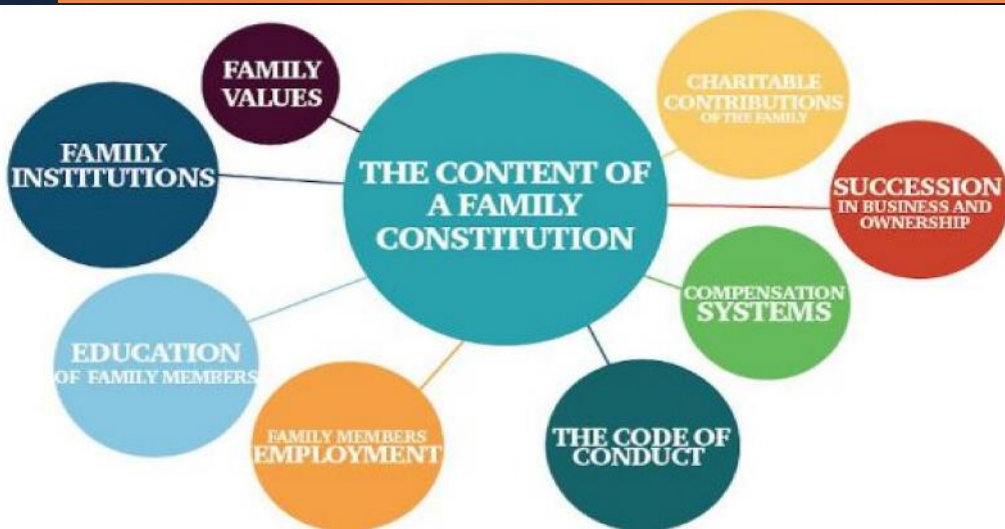 FAMILY
VALUES
FAMILY
INSTITUTIONS
EDUCATION
OF FAMILY MEMBERS
FAMILY MEMBERS
EMPLOYMENT
THE CONTENT OF
A FAMILY
CONSTITUTION
THE CODE OF
CONDUCT
COMPENSATION
SYSTEMS
SUCCESSION
IN BUSINESS AND
OWNERSHIP
CHARITABLE
CONTRIBUTIONS
OF THE FAMILY